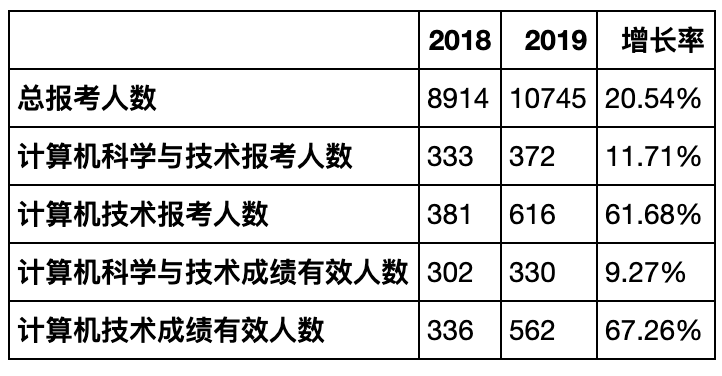 2018 2019 增长率
总报考人数 8914 10745 20.54%
计算机科学与技术报考人数 333 372 11.71%
计算机技术报考人数 381 616 61.68%
计算机科学与技术成绩有效人数 302 330 9.27%
计算机技术成绩有效人数 336 562 67.26%